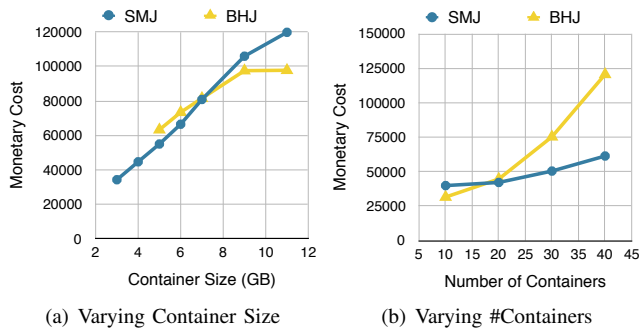 SMJ BHJ
120000
100000
80000
60000
40000
20000
0
Monetary Cost
2 4 6 8 10 12
Container Size (GB)
(a) Varying Container Size
SMJ BHJ
150000
125000
100000
75000
50000
25000
0
Monetary Cost
5 10 15 20 25 30 35 40 45
Number of Containers
(b) Varying #Containers